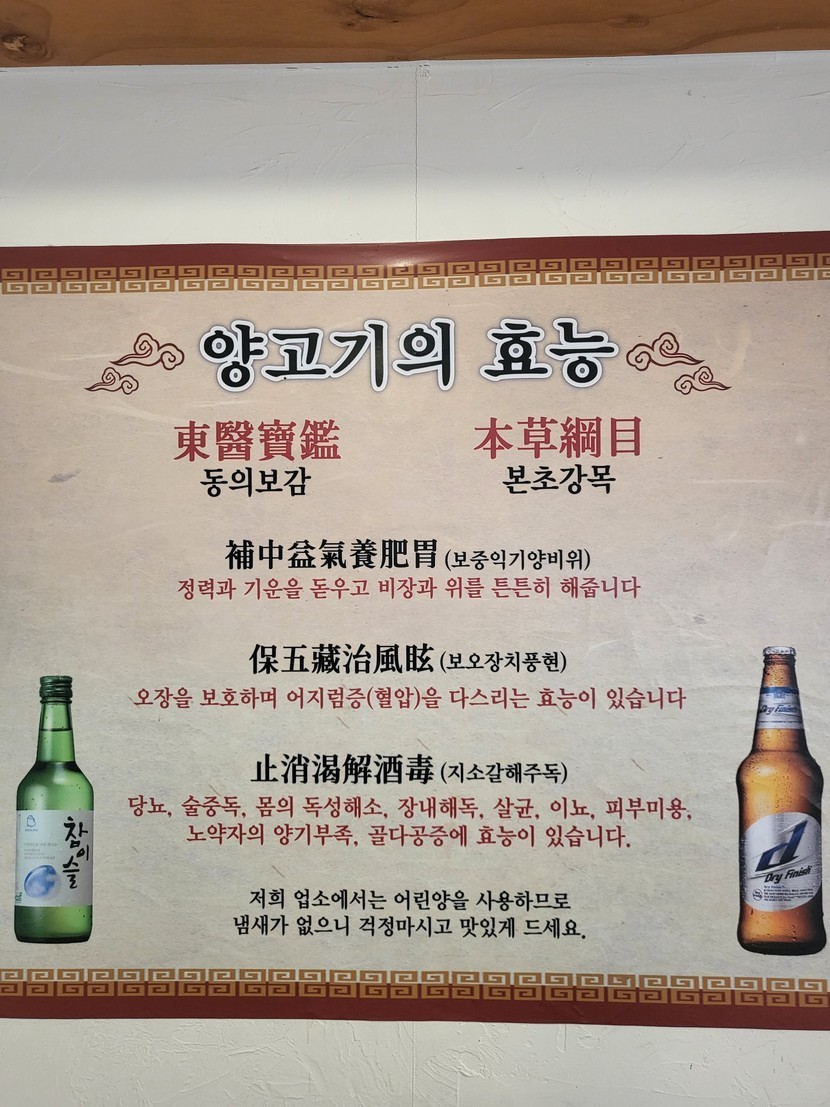 양고기의 효능
東醫寶鑑
동의보감
本草綱目
본초강목
補中益氣養肥胃 (보중익기양비위)
정력과 기운을 돋우고 비장과 위를 튼튼히 해줍니다
保五藏治風眩 (보오장치풍현)
오장을 보호하며 어지럼증(혈압)을 다스리는 효능이 있습니다
止消渴解酒毒 (지소갈해주독)
당뇨, 술중독, 몸의 독성해소, 장내해독, 살균, 이뇨, 피부미용,
노약자의 양기부족, 골다공증에 효능이 있습니다.
저희 업소에서는 어린양을 사용하므로
냄새가 없으니 걱정마시고 맛있게 드세요.
참이슬
Dry Finish
d
Dry Finish